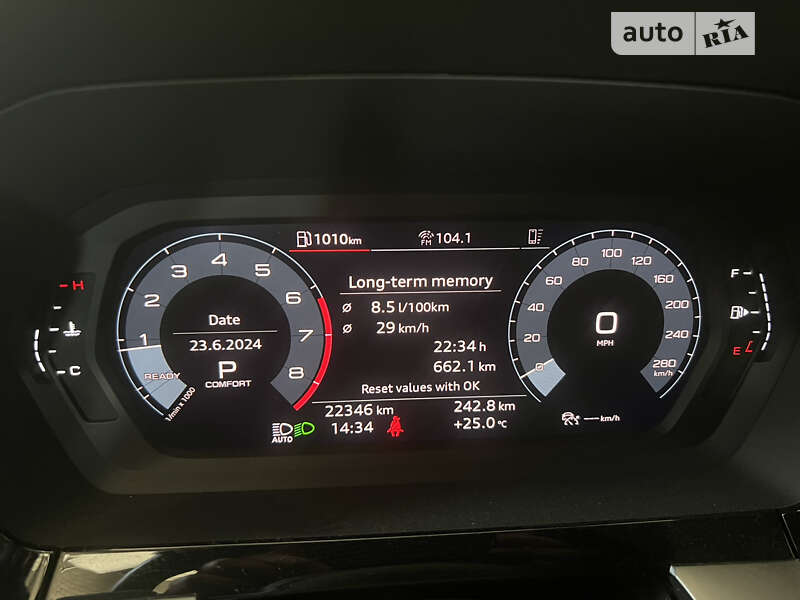 auto RIA
1010km
FM 104.1
H
C
1 2 3 4 5 6 7 8
READY
1/min x 1000
Date
23.6.2024
P
COMFORT
Long-term memory
ø 8.5 l/100km
ø 29 km/h
22:34 h
662.1 km
Reset values with OK
22346 km 242.8 km
AUTO 14:34 +25.0 °C
0 20 40 60 80 100 120 160 200 240 280
km/h
0
MPH
---- km/h
F
E